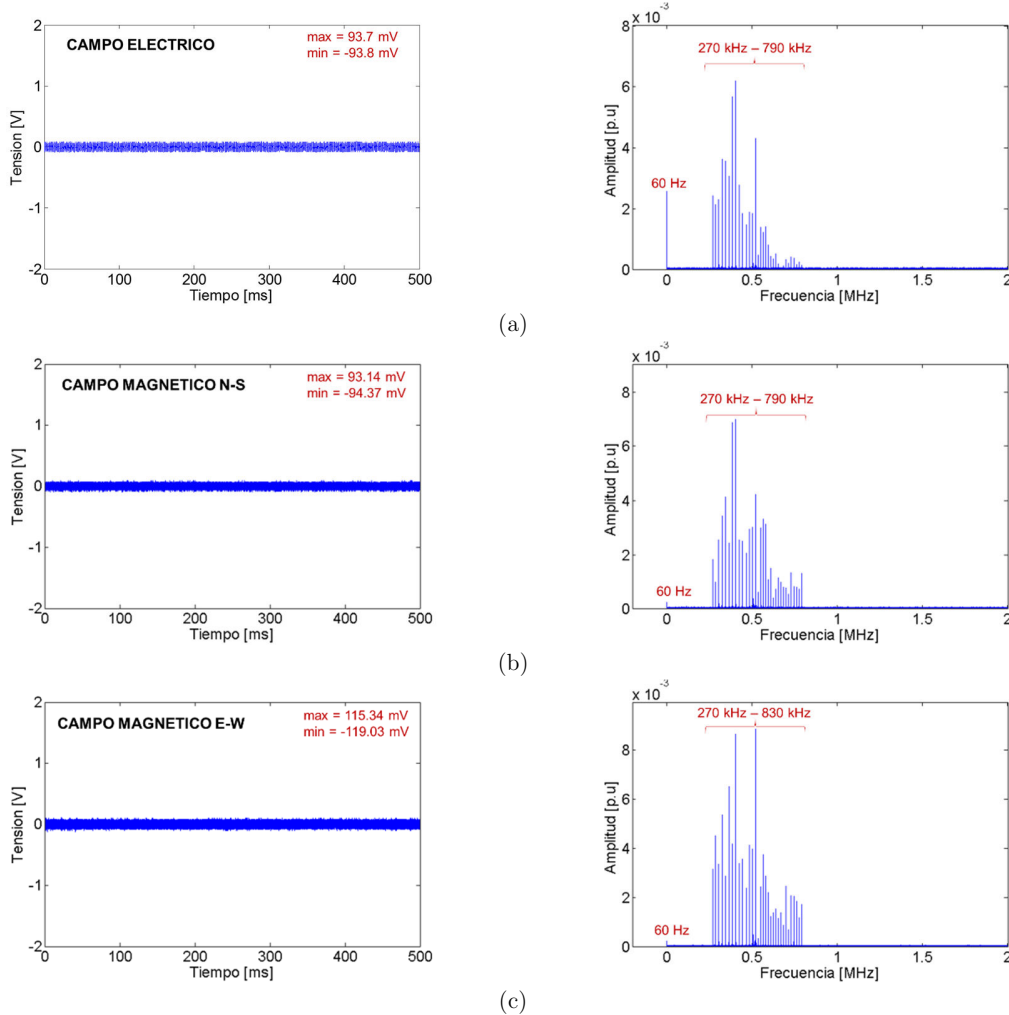 CAMPO ELECTRICO
max = 93.7 mV
min = -93.8 mV
Tension [V]
2
1
0
-1
-2
0
100
200
300
400
500
Tiempo [ms]
x 10
-3
8
6
4
2
0
Amplitud [p.u]
270 kHz – 790 kHz
60 Hz
0
0.5
1
1.5
2
Frecuencia [MHz]
(a)
CAMPO MAGNETICO N-S
max = 93.14 mV
min = -94.37 mV
Tension [V]
2
1
0
-1
-2
0
100
200
300
400
500
Tiempo [ms]
x 10
-3
8
6
4
2
0
Amplitud [p.u]
270 kHz – 790 kHz
60 Hz
0
0.5
1
1.5
2
Frecuencia [MHz]
(b)
CAMPO MAGNETICO E-W
max = 115.34 mV
min = -119.03 mV
Tension [V]
2
1
0
-1
-2
0
100
200
300
400
500
Tiempo [ms]
x 10
-3
8
6
4
2
0
Amplitud [p.u]
270 kHz – 830 kHz
60 Hz
0
0.5
1
1.5
2
Frecuencia [MHz]
(c)